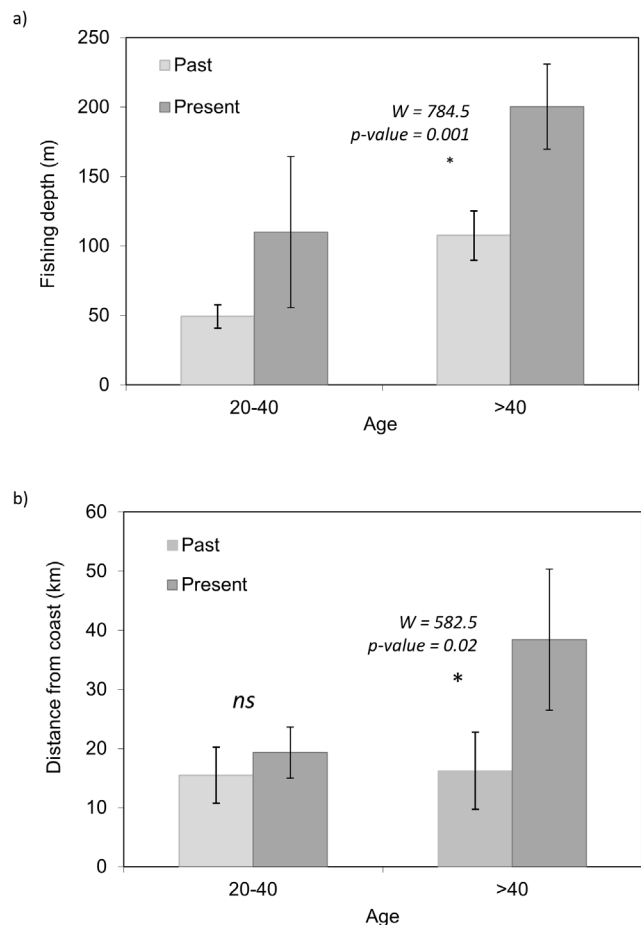 a)
250
200
150
100
50
0
Fishing depth (m)
Past
Present
W = 784.5
p-value = 0.001
*
20-40
>40
Age
b)
60
50
40
30
20
10
0
Distance from coast (km)
Past
Present
ns
W = 582.5
p-value = 0.02
*
20-40
>40
Age